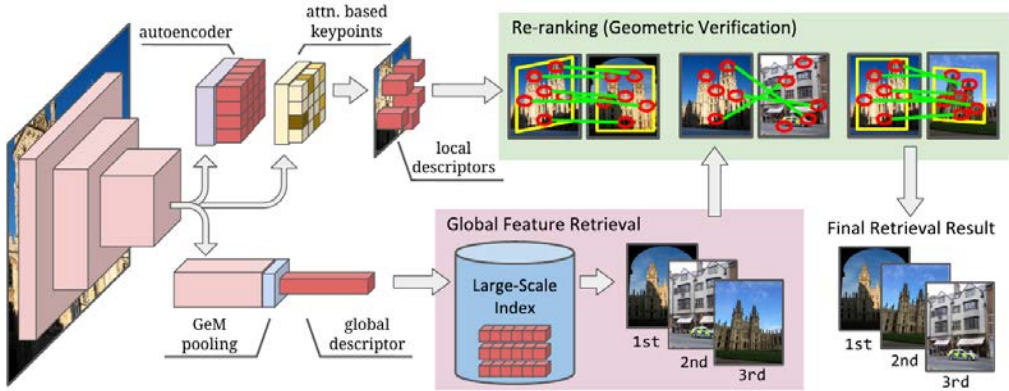 autoencoder
attn. based
keypoints
local
descriptors
Re-ranking (Geometric Verification)
GeM
pooling
global
descriptor
Global Feature Retrieval
Large-Scale
Index
1st
2nd
3rd
Final Retrieval Result
1st
2nd
3rd